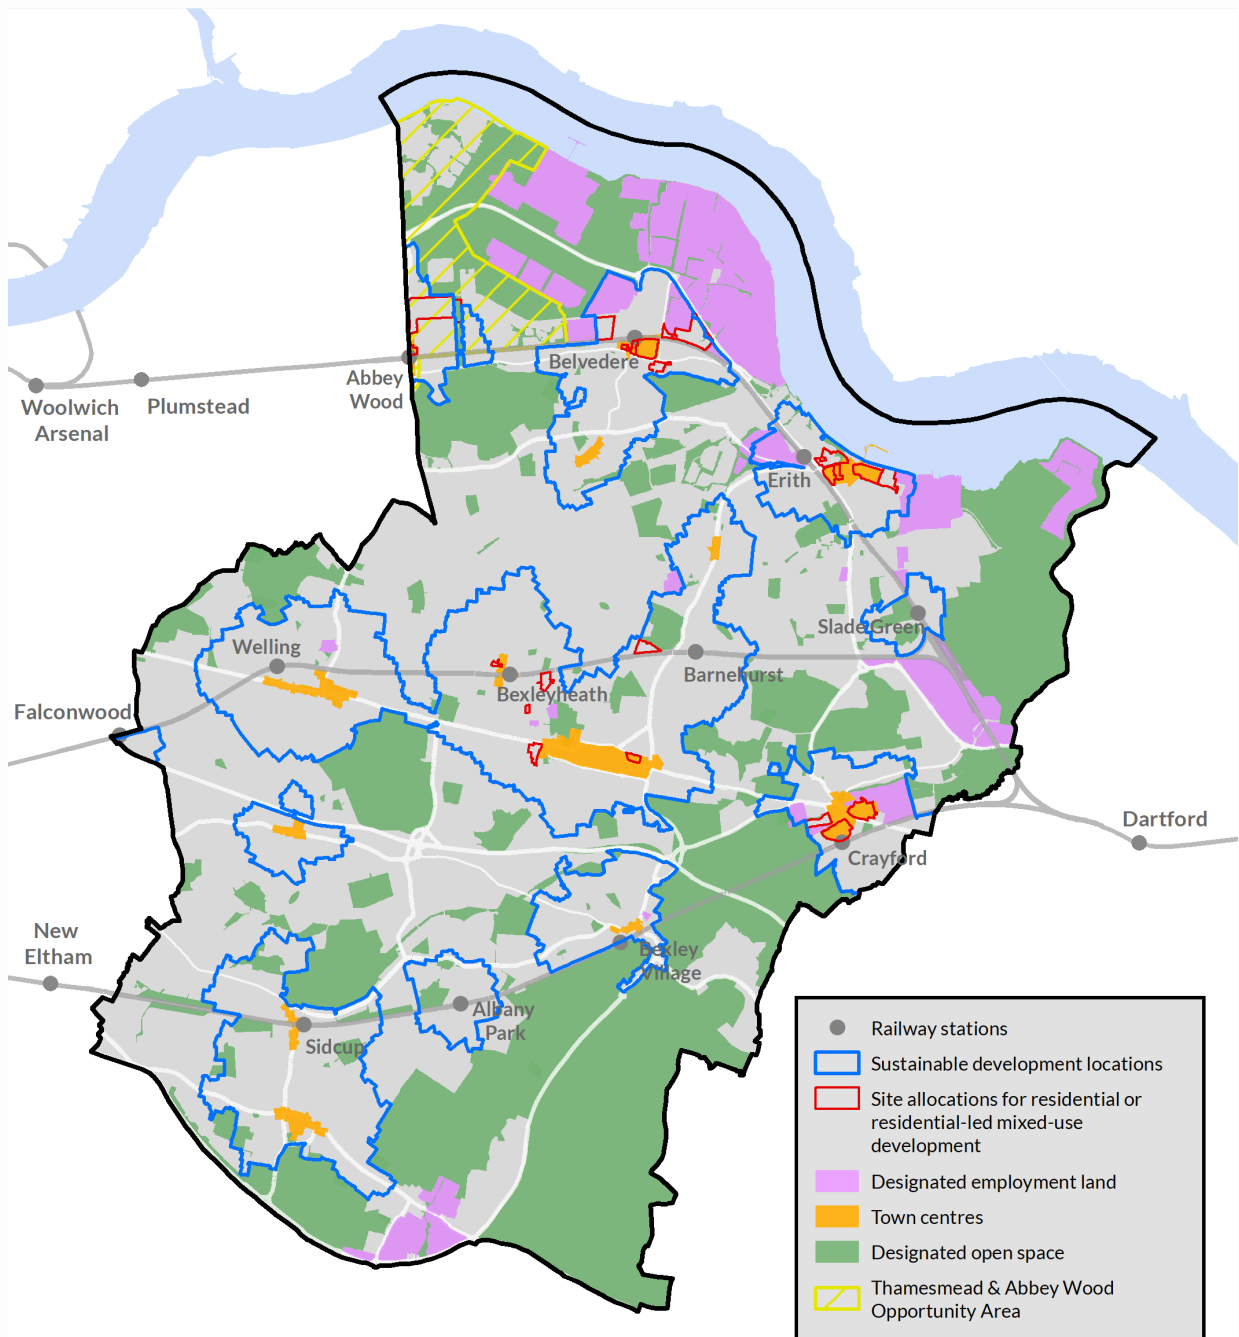 Abbey
Wood
Belvedere
Woolwich
Arsenal
Plumstead
Erith
Slade Green
Welling
Barnehurst
Bexleyheath
Falconwood
Dartford
Crayford
New
Eltham
Bexley
Village
Albany
Park
Sidcup
Railway stations
Sustainable development locations
Site allocations for residential or
residential-led mixed-use
development
Designated employment land
Town centres
Designated open space
Thamesmead & Abbey Wood
Opportunity Area